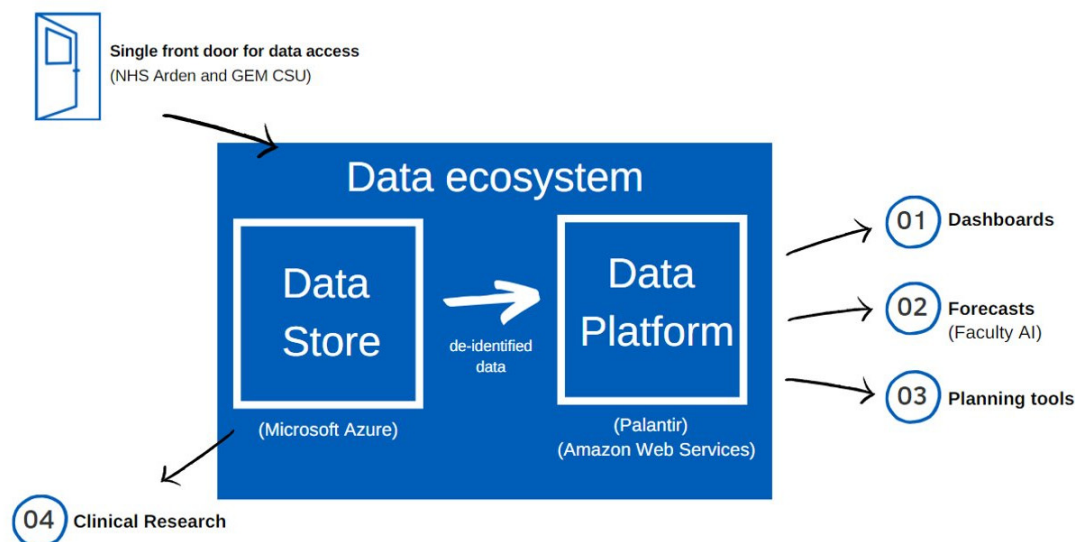 Single front door for data access
(NHS Arden and GEM CSU)
Data ecosystem
Data
Store
de-identified
data
Data
Platform
(Microsoft Azure)
(Palantir)
(Amazon Web Services)
01 Dashboards
02 Forecasts
(Faculty AI)
03 Planning tools
04 Clinical Research